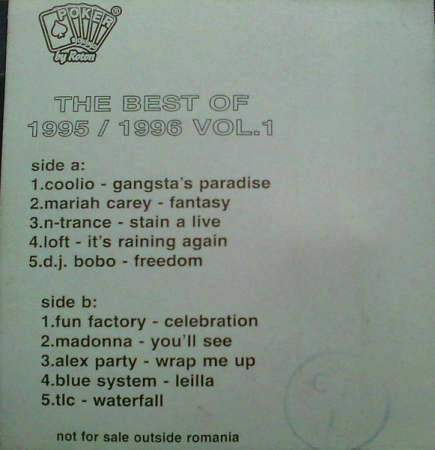 POKER®
by Roton
THE BEST OF
1995 / 1996 VOL.1
side a:
1.coolio - gangsta's paradise
2.mariah carey - fantasy
3.n-trance - stain a live
4.loft - it's raining again
5.d.j. bobo - freedom
side b:
1.fun factory - celebration
2.madonna - you'll see
3.alex party - wrap me up
4.blue system - leilla
5.tlc - waterfall
not for sale outside romania